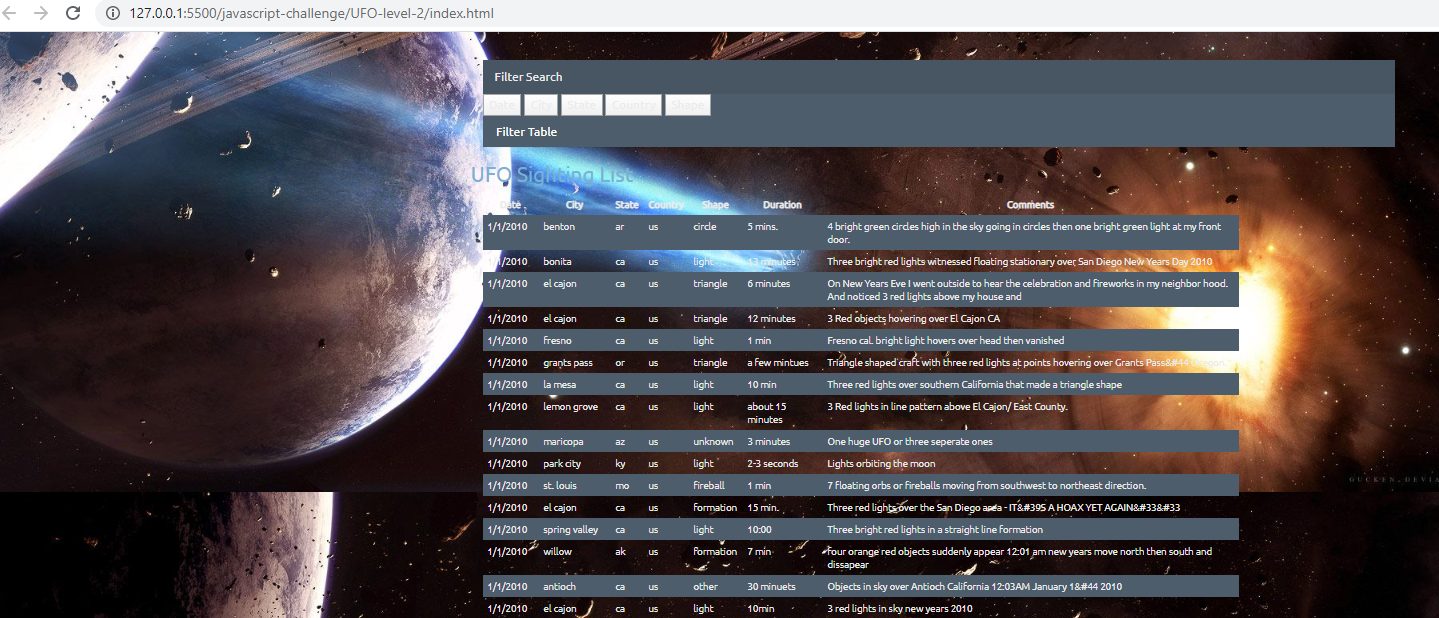 127.0.0.1:5500/javascript-challenge/UFO-level-2/index.html
Filter Search
Date City State Country Shape
Filter Table
UFO Sighting List
Date City State Country Shape Duration Comments
1/1/2010 benton ar us circle 5 mins. 4 bright green circles high in the sky going in circles then one bright green light at my front
door.
1/1/2010 bonita ca us light 13 minutes Three bright red lights witnessed floating stationary over San Diego New Years Day 2010
1/1/2010 el cajon ca us triangle 6 minutes On New Years Eve I went outside to hear the celebration and fireworks in my neighbor hood.
And noticed 3 red lights above my house and
1/1/2010 el cajon ca us triangle 12 minutes 3 Red objects hovering over El Cajon CA
1/1/2010 fresno ca us light 1 min Fresno cal. bright light hovers over head then vanished
1/1/2010 grants pass or us triangle a few mintues Triangle shaped craft with three red lights at points hovering over Grants Pass&#44 Oregon.
1/1/2010 la mesa ca us light 10 min Three red lights over southern California that made a triangle shape
1/1/2010 lemon grove ca us light about 15 3 Red lights in line pattern above El Cajon/ East County.
minutes
1/1/2010 maricopa az us unknown 3 minutes One huge UFO or three seperate ones
1/1/2010 park city ky us light 2-3 seconds Lights orbiting the moon
1/1/2010 st. louis mo us fireball 1 min 7 Floating orbs or fireballs moving from southwest to northeast direction.
GUCKEN.DEVIA
1/1/2010 el cajon ca us formation 15 min. Three red lights over the San Diego area - IT&#39S A HOAX YET AGAIN&#33&#33
1/1/2010 spring valley ca us light 10:00 Three bright red lights in a straight line formation
1/1/2010 willow ak us formation 7 min four orange red objects suddenly appear 12:01 am new years move north then south and
dissapear
1/1/2010 antioch ca us other 30 minuets Objects in sky over Antioch California 12:03AM January 1&#44 2010
1/1/2010 el cajon ca us light 10min 3 red lights in sky new years 2010